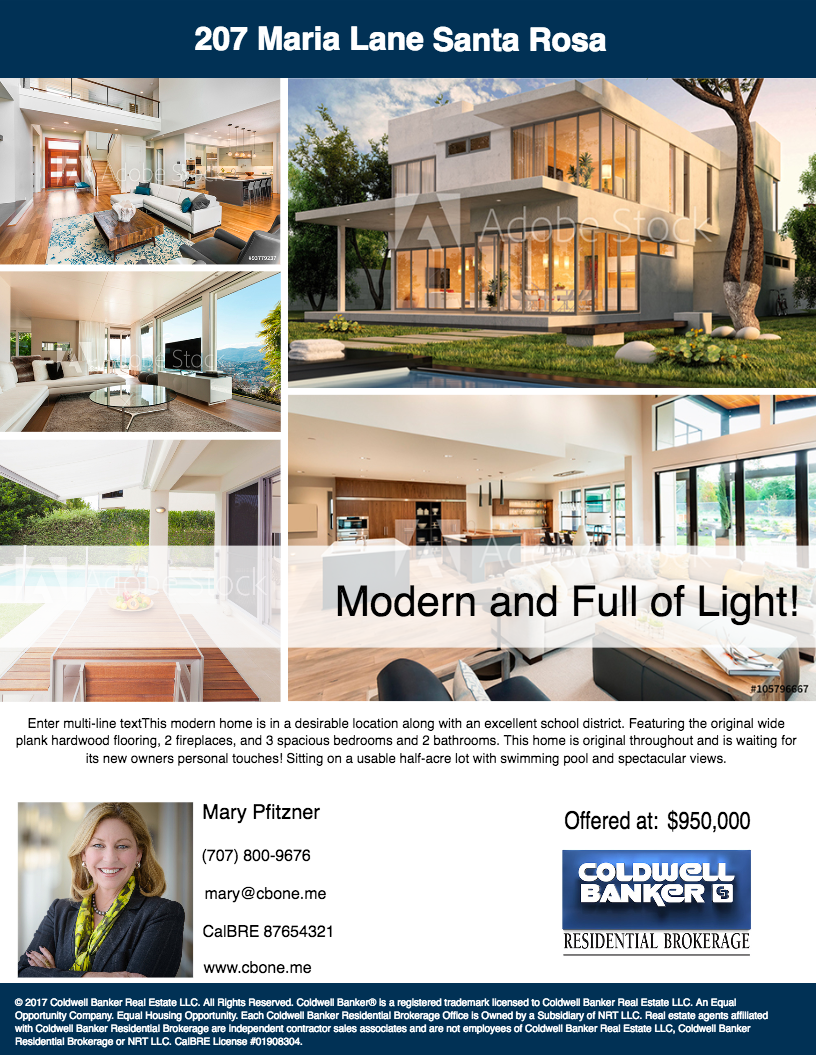 207 Maria Lane Santa Rosa
Adobe Stock
#93779237
Adobe Stock
Adobe Stock
Adobe Stock
Adobe Stock
Modern and Full of Light!
#105796667
Enter multi-line textThis modern home is in a desirable location along with an excellent school district. Featuring the original wide
plank hardwood flooring, 2 fireplaces, and 3 spacious bedrooms and 2 bathrooms. This home is original throughout and is waiting for
its new owners personal touches! Sitting on a usable half-acre lot with swimming pool and spectacular views.
Mary Pfitzner
(707) 800-9676
mary@cbone.me
CalBRE 87654321
www.cbone.me
Offered at: $950,000
COLDWELL
BANKER CB
RESIDENTIAL BROKERAGE
© 2017 Coldwell Banker Real Estate LLC. All Rights Reserved. Coldwell Banker® is a registered trademark licensed to Coldwell Banker Real Estate LLC. An Equal
Opportunity Company. Equal Housing Opportunity. Each Coldwell Banker Residential Brokerage Office is Owned by a Subsidiary of NRT LLC. Real estate agents affiliated
with Coldwell Banker Residential Brokerage are independent contractor sales associates and are not employees of Coldwell Banker Real Estate LLC, Coldwell Banker
Residential Brokerage or NRT LLC. CalBRE License #01908304.